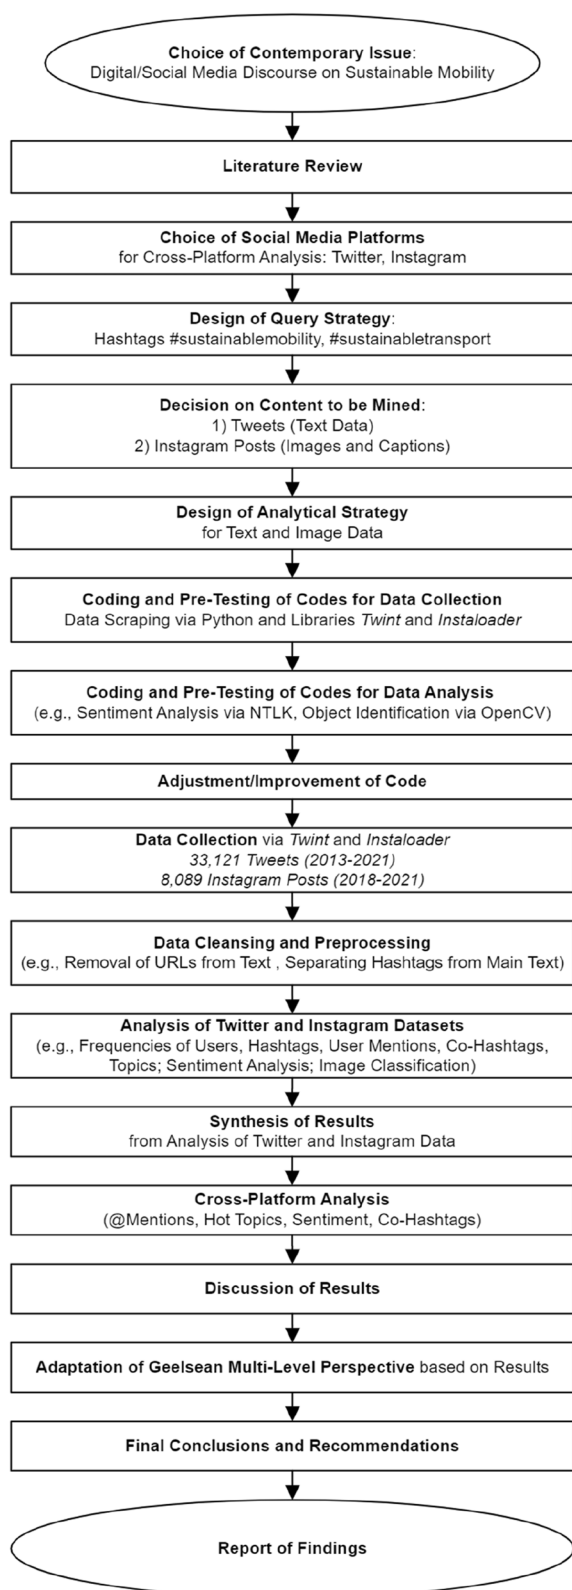 Choice of Contemporary Issue:
Digital/Social Media Discourse on Sustainable Mobility
Literature Review
Choice of Social Media Platforms
for Cross-Platform Analysis: Twitter, Instagram
Design of Query Strategy:
Hashtags #sustainablemobility, #sustainabletransport
Decision on Content to be Mined:
1) Tweets (Text Data)
2) Instagram Posts (Images and Captions)
Design of Analytical Strategy
for Text and Image Data
Coding and Pre-Testing of Codes for Data Collection
Data Scraping via Python and Libraries Twint and Instaloader
Coding and Pre-Testing of Codes for Data Analysis
(e.g., Sentiment Analysis via NTLK, Object Identification via OpenCV)
Adjustment/Improvement of Code
Data Collection via Twint and Instaloader
33,121 Tweets (2013-2021)
8,089 Instagram Posts (2018-2021)
Data Cleansing and Preprocessing
(e.g., Removal of URLs from Text , Separating Hashtags from Main Text)
Analysis of Twitter and Instagram Datasets
(e.g., Frequencies of Users, Hashtags, User Mentions, Co-Hashtags,
Topics; Sentiment Analysis; Image Classification)
Synthesis of Results
from Analysis of Twitter and Instagram Data
Cross-Platform Analysis
(@Mentions, Hot Topics, Sentiment, Co-Hashtags)
Discussion of Results
Adaptation of Geelsean Multi-Level Perspective based on Results
Final Conclusions and Recommendations
Report of Findings